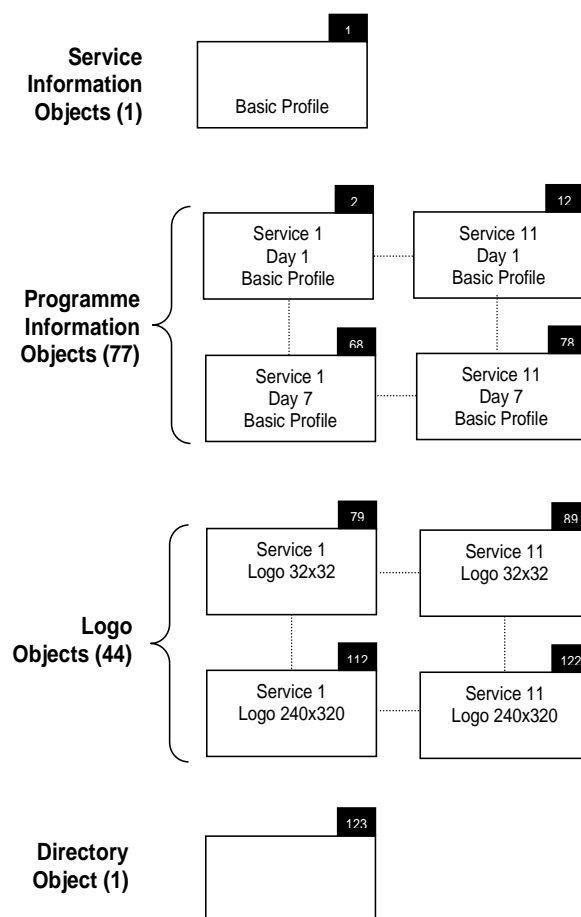 1
Service
Information
Objects (1)
Basic Profile
2
12
Service 1
Day 1
Basic Profile
Service 11
Day 1
Basic Profile
Programme
Information
Objects (77)
68
78
Service 1
Day 7
Basic Profile
Service 11
Day 7
Basic Profile
79
89
Service 1
Logo 32x32
Service 11
Logo 32x32
Logo
Objects (44)
112
122
Service 1
Logo 240x320
Service 11
Logo 240x320
123
Directory
Object (1)